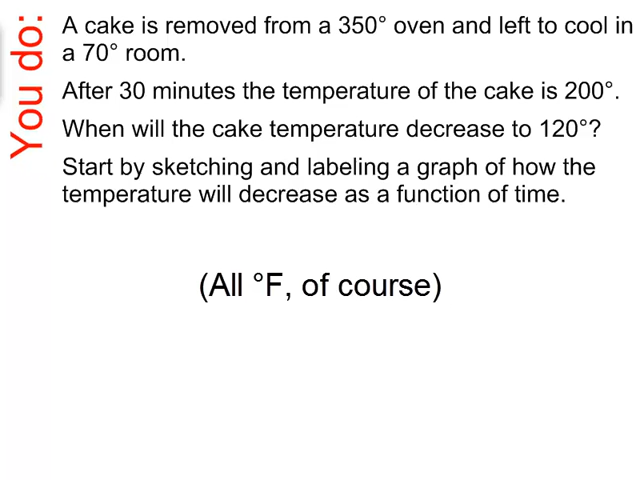 You do:
A cake is removed from a 350° oven and left to cool in
a 70° room.
After 30 minutes the temperature of the cake is 200°.
When will the cake temperature decrease to 120°?
Start by sketching and labeling a graph of how the
temperature will decrease as a function of time.
(All °F, of course)